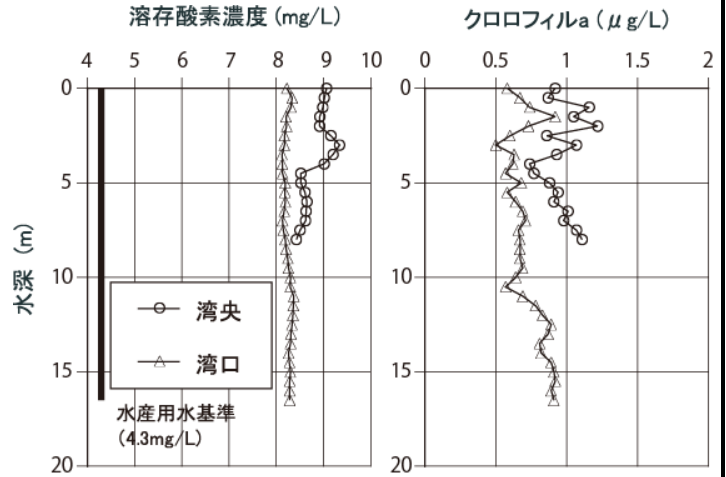 溶存酸素濃度 (mg/L)
クロロフィルa ( μ g/L)
4 5 6 7 8 9 10
0 0.5 1 1.5 2
0
5
10
15
20
水深 (m)
湾央
湾口
水産用水基準
(4.3mg/L)
0
5
10
15
20